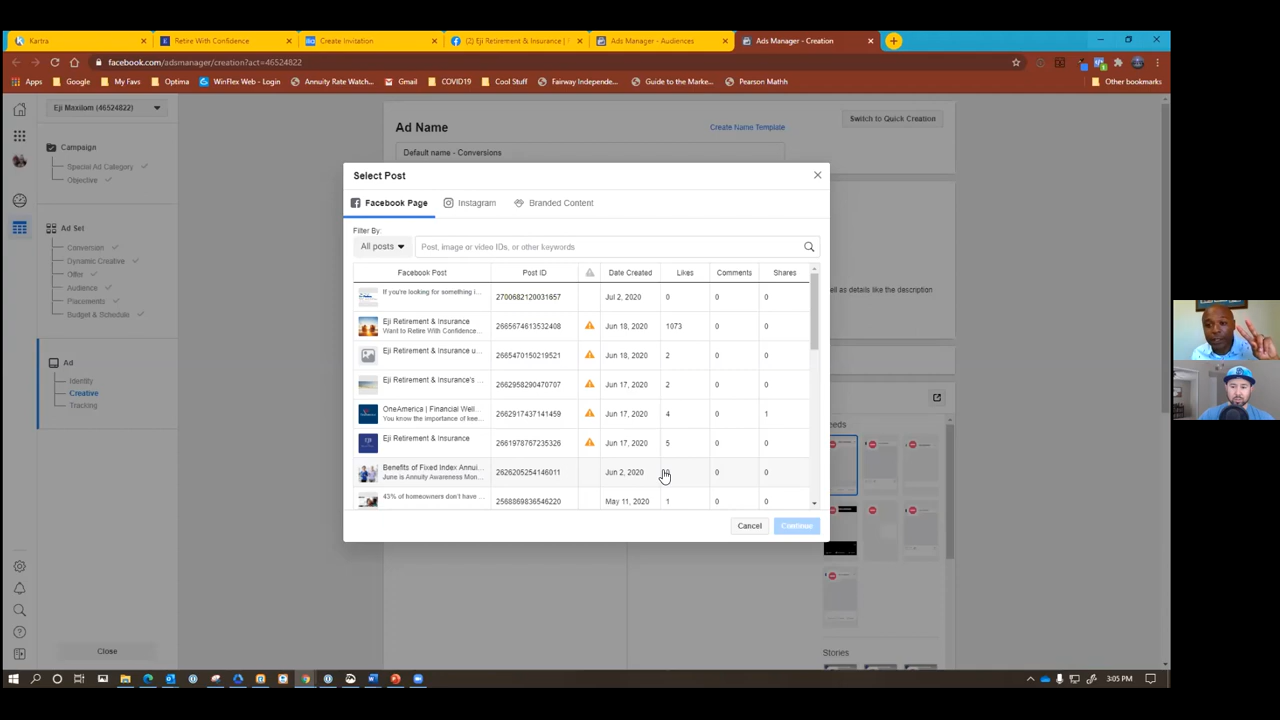 Kartra
Retire With Confidence
Create Invitation
(2) Eji Retirement & Insurance |
Ads Manager - Audiences
Ads Manager - Creation
facebook.com/adsmanager/creation?act=46524822
Apps
Google
My Favs
Optima
WinFlex Web - Login
Annuity Rate Watch...
Gmail
COVID19
Cool Stuff
Fairway Independe...
Guide to the Marke...
Pearson Mathh
Other bookmarks
Eji Maxilom (46524822)
Campaign
Special Ad Category
Objective
Ad Set
Conversion
Dynamic Creative
Offer
Audience
Placements
Budget & Schedule
Ad
Identity
Creative
Tracking
Close
Ad Name
Create Name Template
Switch to Quick Creation
Default name - Conversions
Select Post
Facebook Page
Instagram
Branded Content
Filter By:
All posts
Post, image or video IDs, or other keywords
Facebook Post Post ID Date Created Likes Comments Shares
If you're looking for something i... 2700682120031657 Jul 2, 2020 0 0 0
Eji Retirement & Insurance
Want to Retire With Confidence... 2665674613532408 Jun 18, 2020 1073 0 0
Eji Retirement & Insurance u... 2665470150219521 Jun 18, 2020 2 0 0
Eji Retirement & Insurance's ... 2662958290470707 Jun 17, 2020 2 0 0
OneAmerica | Financial Well...
You know the importance of kee... 2662917437141459 Jun 17, 2020 4 0 1
Eji Retirement & Insurance 2661978767235326 Jun 17, 2020 5 0 0
Benefits of Fixed Index Annui...
June is Annuity Awareness Mon... 2626205254146011 Jun 2, 2020 0 0
43% of homeowners don't have ... 2568869836546220 May 11, 2020 1 0 0
Cancel
Continue
ell as details like the description
eeds
Stories
3:05 PM